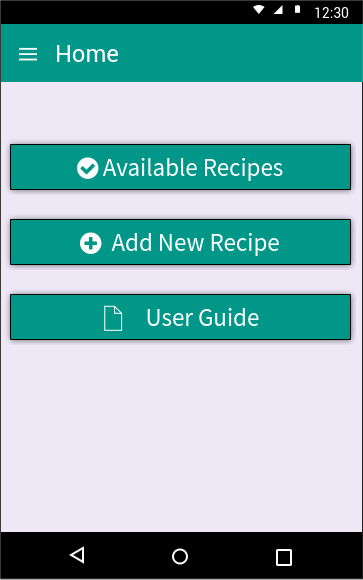 12:30
Home
Available Recipes
Add New Recipe
User Guide